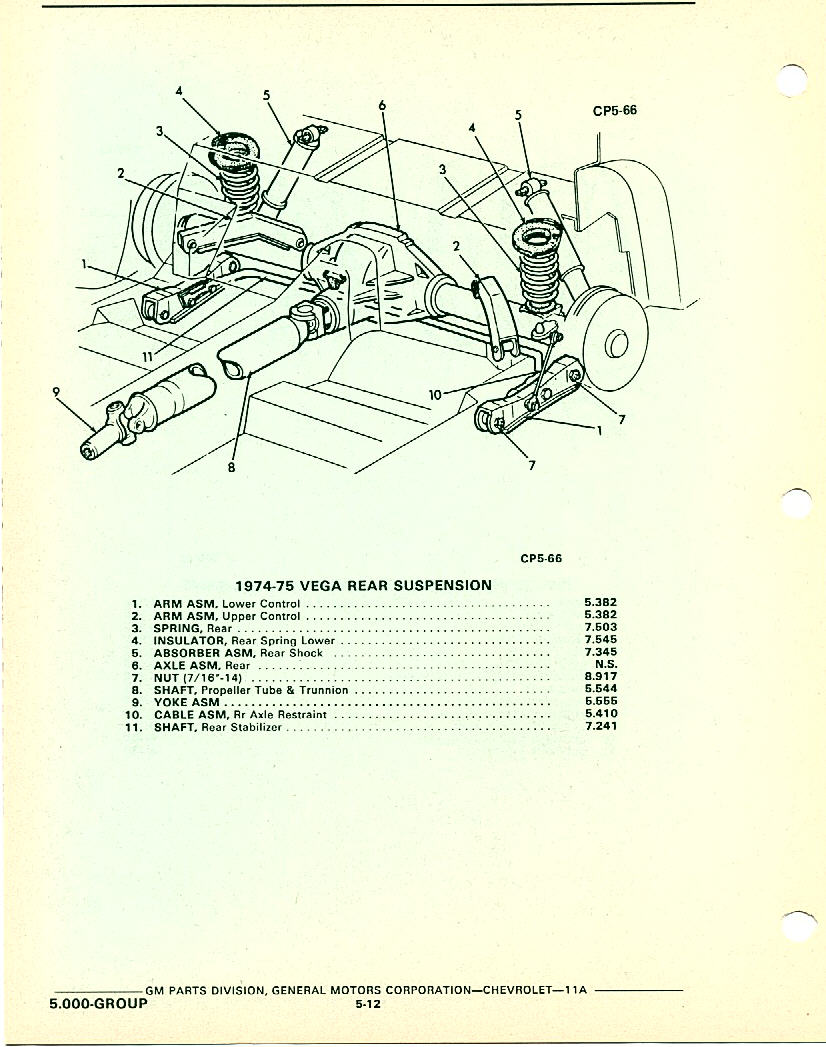 4
5
6
CP5-66
5
3
4
2
3
2
1
11
9
10
7
1
8
7
CP5-66
1974-75 VEGA REAR SUSPENSION
1. ARM ASM, Lower Control . . . . . . . . . . . . . . . . . . . . 5.382
2. ARM ASM, Upper Control . . . . . . . . . . . . . . . . . . . . 5.382
3. SPRING, Rear . . . . . . . . . . . . . . . . . . . . 7.503
4. INSULATOR, Rear Spring Lower . . . . . . . . . . . . . . . . . . . . 7.545
5. ABSORBER ASM, Rear Shock . . . . . . . . . . . . . . . . . . . . 7.345
6. AXLE ASM, Rear . . . . . . . . . . . . . . . . . . . . N.S.
7. NUT (7/16"-14) . . . . . . . . . . . . . . . . . . . . 8.917
8. SHAFT, Propeller Tube & Trunnion . . . . . . . . . . . . . . . . . . . . 5.544
9. YOKE ASM . . . . . . . . . . . . . . . . . . . . 5.555
10. CABLE ASM, Rr Axle Restraint . . . . . . . . . . . . . . . . . . . . 5.410
11. SHAFT, Rear Stabilizer . . . . . . . . . . . . . . . . . . . . 7.241
GM PARTS DIVISION, GENERAL MOTORS CORPORATION—CHEVROLET—11A
5.000-GROUP 5-12